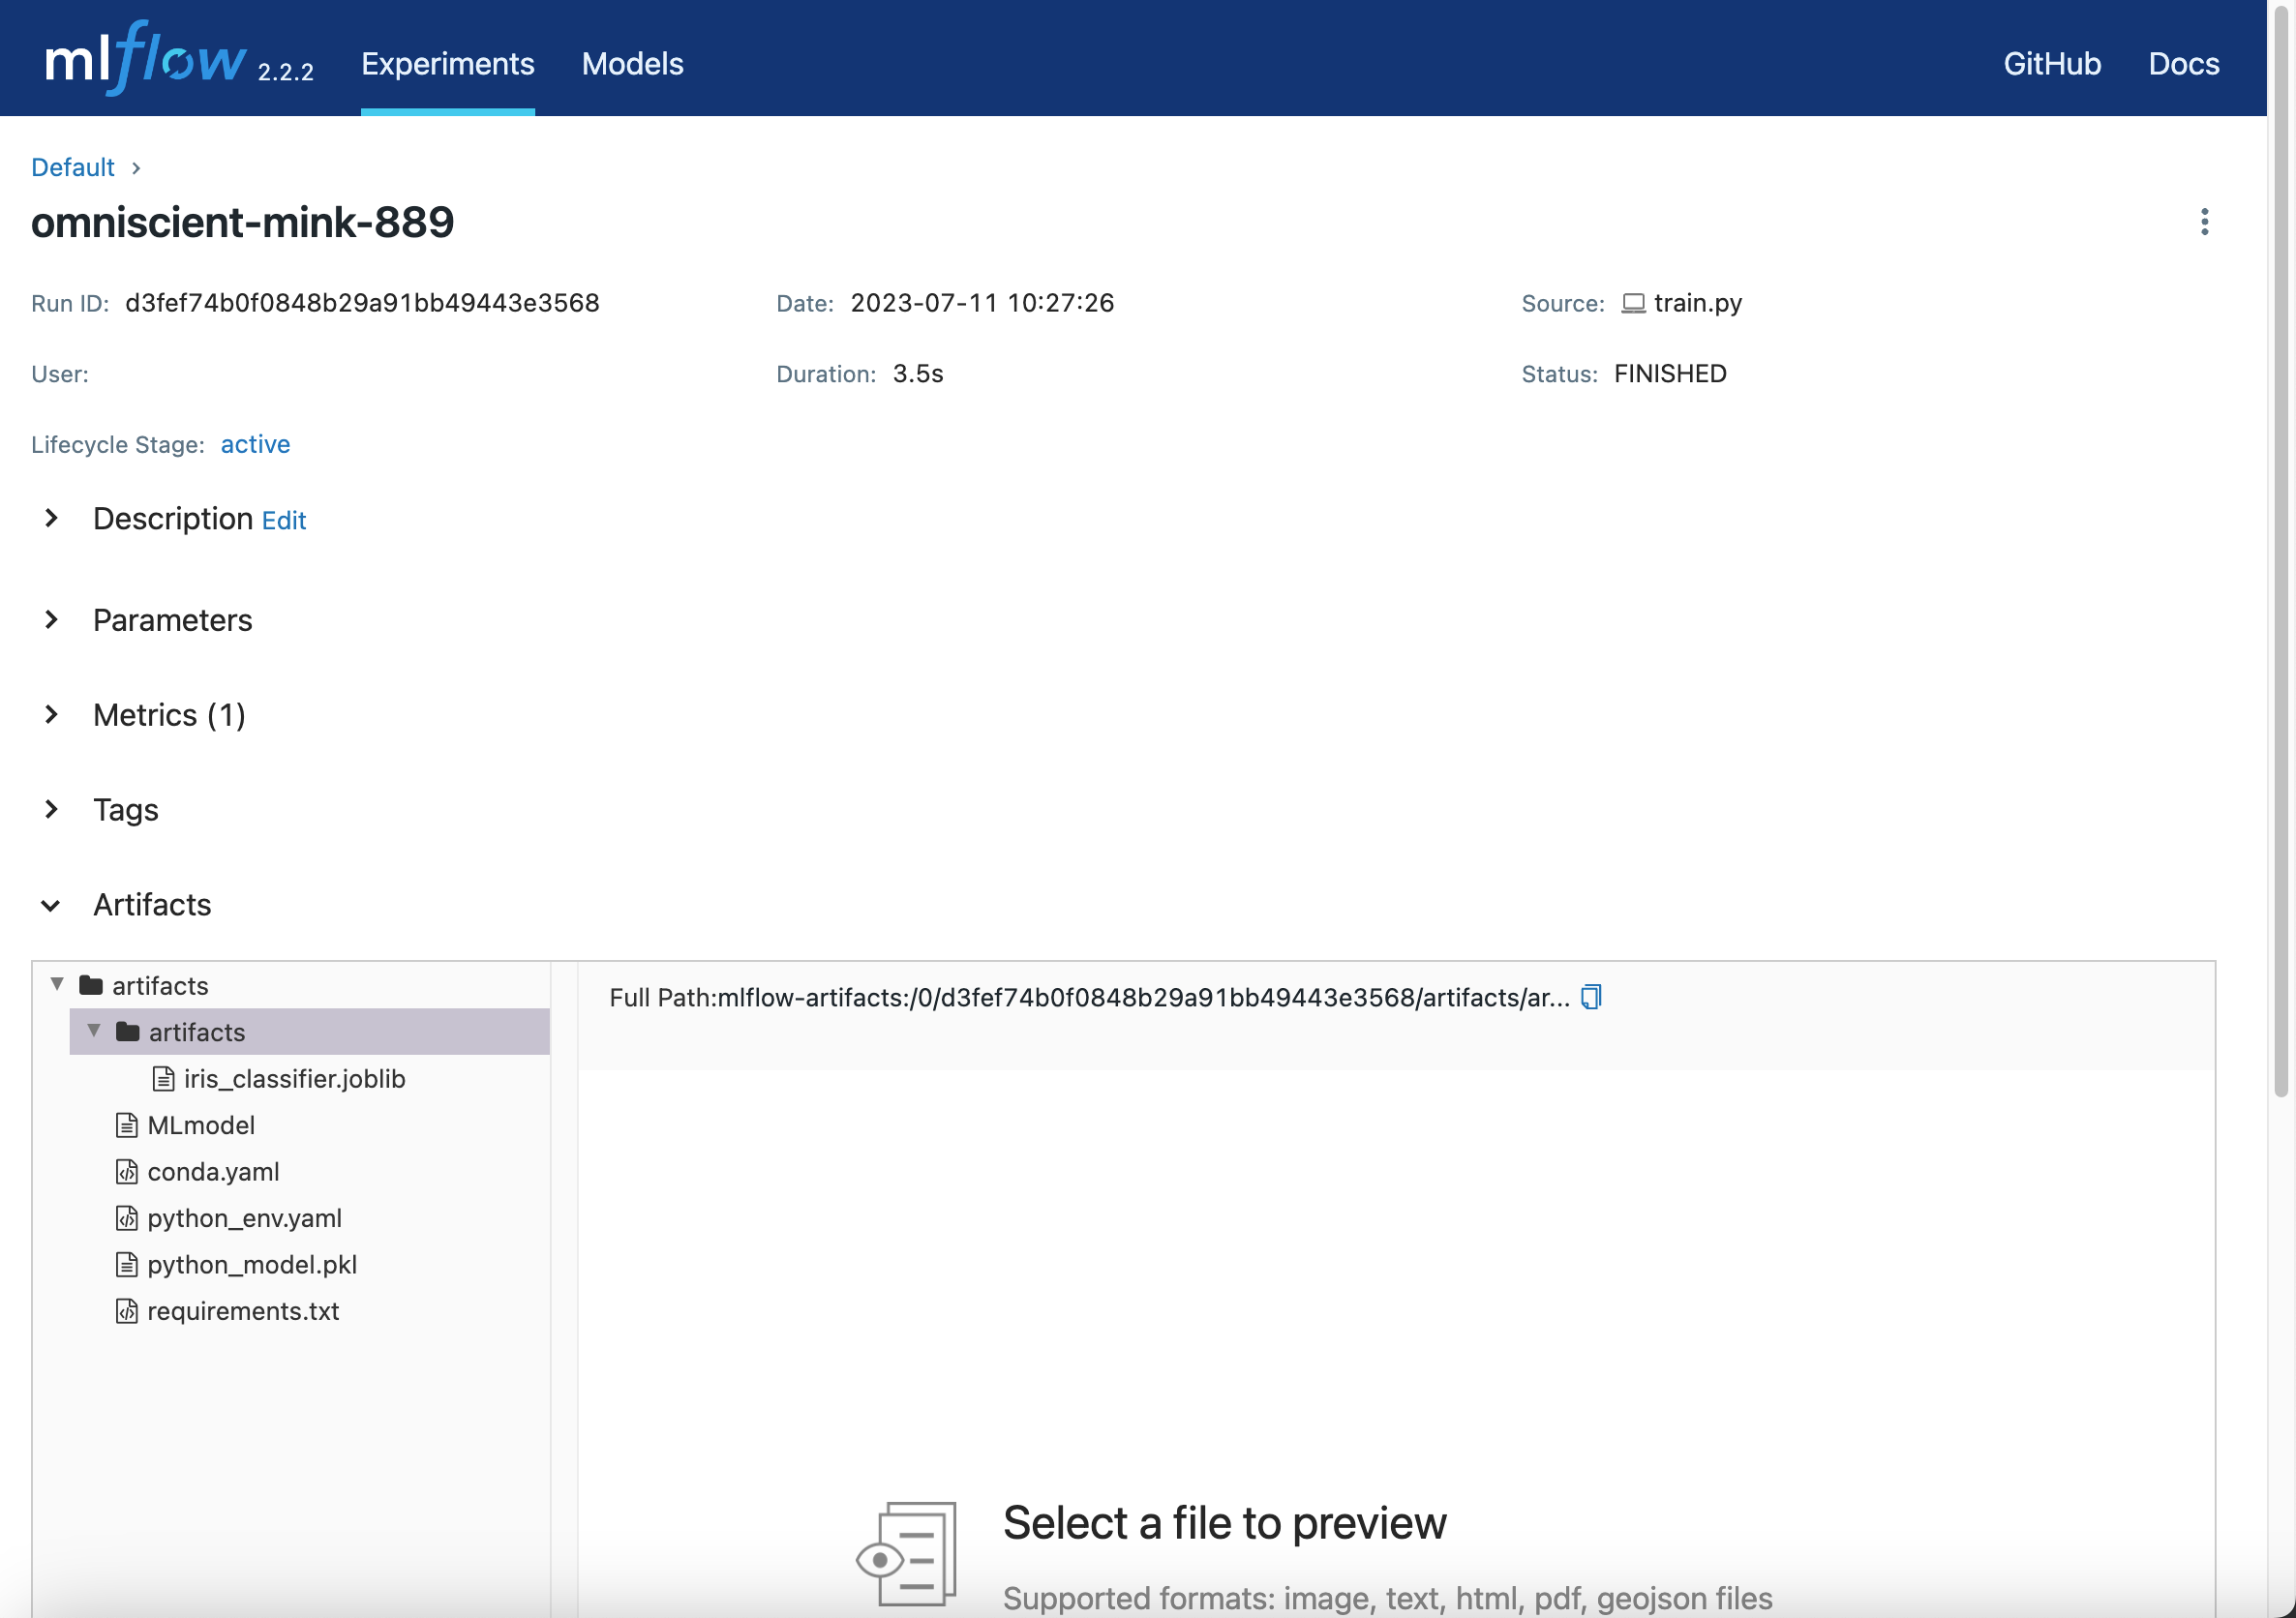 mlflow 2.2.2 Experiments Models GitHub Docs
Default
omniscient-mink-889
Run ID: d3fef74b0f0848b29a91bb49443e3568 Date: 2023-07-11 10:27:26 Source: train.py
User: Duration: 3.5s Status: FINISHED
Lifecycle Stage: active
Description Edit
Parameters
Metrics (1)
Tags
Artifacts
artifacts
Full Path:mlflow-artifacts:/0/d3fef74b0f0848b29a91bb49443e3568/artifacts/ar...
artifacts
iris_classifier.joblib
MLmodel
conda.yaml
python_env.yaml
python_model.pkl
requirements.txt
Select a file to preview
Supported formats: image, text, html, pdf, geojson files